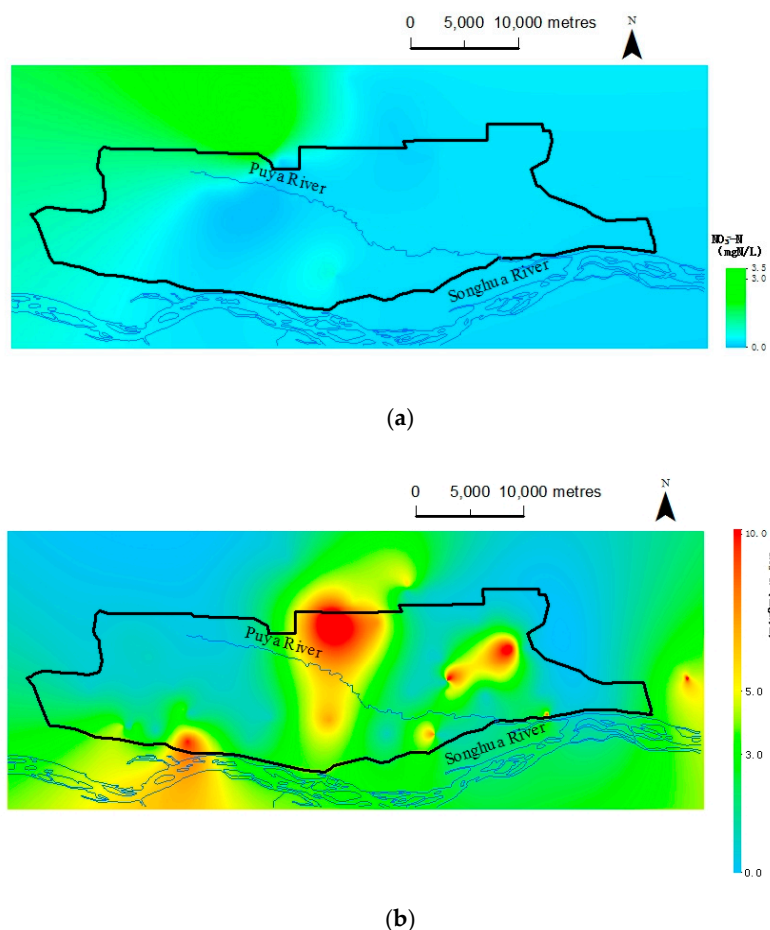 0 5,000 10,000 metres
N
Puya River
Songhua River
NO₃-N
(mgN/L)
3.5
3.0
0.0
(a)
0 5,000 10,000 metres
N
10.0
Puya River
5.0
Songhua River
3.0
0.0
(b)